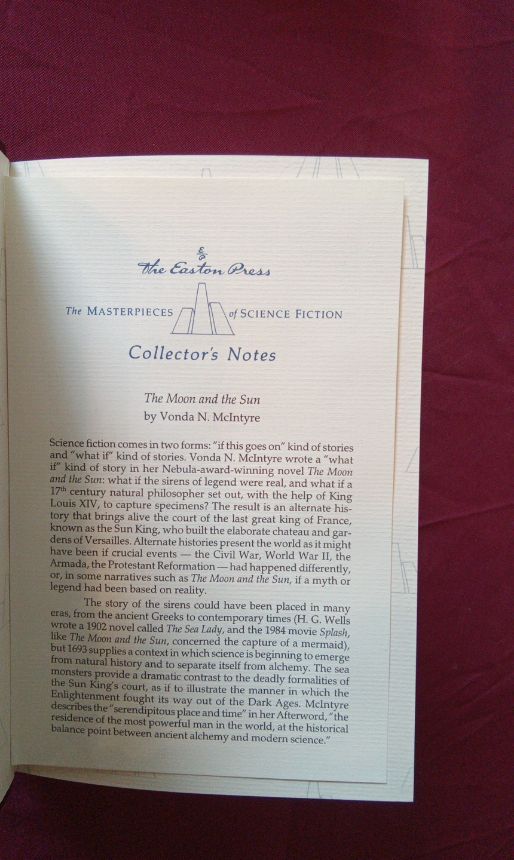 The Easton Press
The MASTERPIECES of SCIENCE FICTION
Collector's Notes
The Moon and the Sun
by Vonda N. McIntyre
Science fiction comes in two forms: "if this goes on" kind of stories
and "what if" kind of stories. Vonda N. McIntyre wrote a "what
if" kind of story in her Nebula-award-winning novel The Moon
and the Sun: what if the sirens of legend were real, and what if a
17th century natural philosopher set out, with the help of King
Louis XIV, to capture specimens? The result is an alternate his-
tory that brings alive the court of the last great king of France,
known as the Sun King, who built the elaborate chateau and gar-
dens of Versailles. Alternate histories present the world as it might
have been if crucial events — the Civil War, World War II, the
Armada, the Protestant Reformation — had happened differently,
or, in some narratives such as The Moon and the Sun, if a myth or
legend had been based on reality.
The story of the sirens could have been placed in many
eras, from the ancient Greeks to contemporary times (H. G. Wells
wrote a 1902 novel called The Sea Lady, and the 1984 movie Splash,
like The Moon and the Sun, concerned the capture of a mermaid),
but 1693 supplies a context in which science is beginning to emerge
from natural history and to separate itself from alchemy. The sea
monsters provide a dramatic contrast to the deadly formalities of
the Sun King's court, as if to illustrate the manner in which the
Enlightenment fought its way out of the Dark Ages. McIntyre
describes the "serendipitous place and time" in her Afterword, "the
residence of the most powerful man in the world, at the historical
balance point between ancient alchemy and modern science."